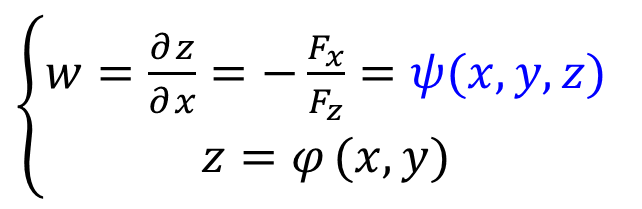 w = ∂z/∂x = − F_x/F_z = ψ(x, y, z)
z = φ (x, y)